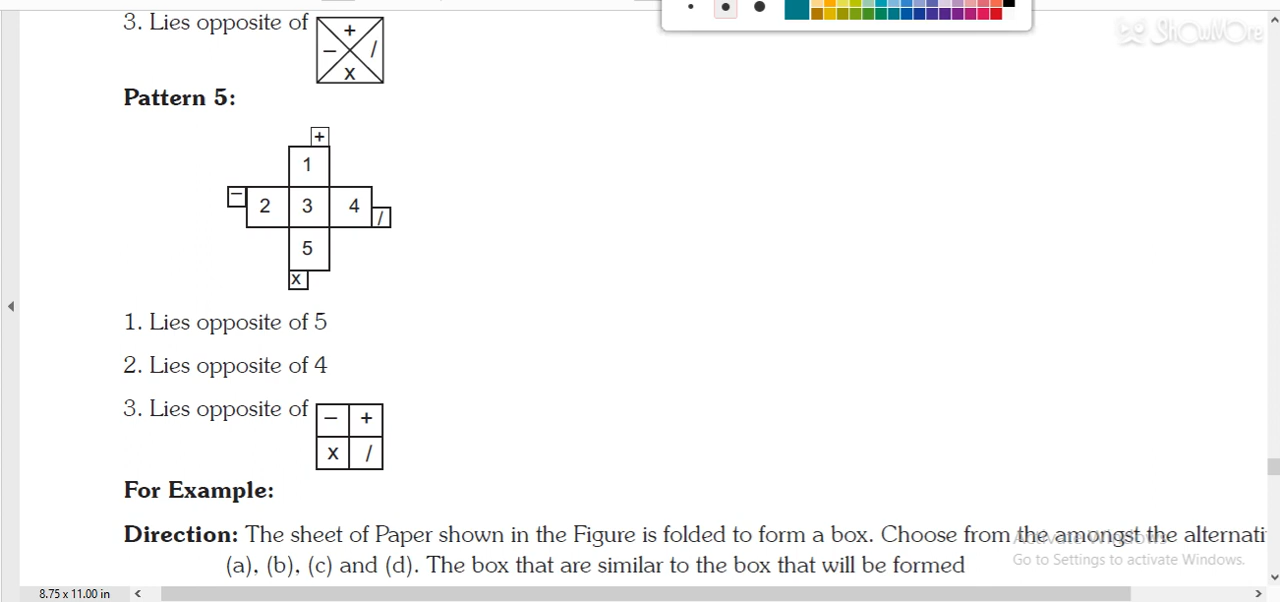 3. Lies opposite of
+
– /
x
ShowMore
Pattern 5:
+
1
–
2 3 4
/
5
x
1. Lies opposite of 5
2. Lies opposite of 4
3. Lies opposite of
– +
x /
For Example:
Direction: The sheet of Paper shown in the Figure is folded to form a box. Choose from the amongst the alternati
(a), (b), (c) and (d). The box that are similar to the box that will be formed
Activate Windows
Go to Settings to activate Windows.
8.75 x 11.00 in